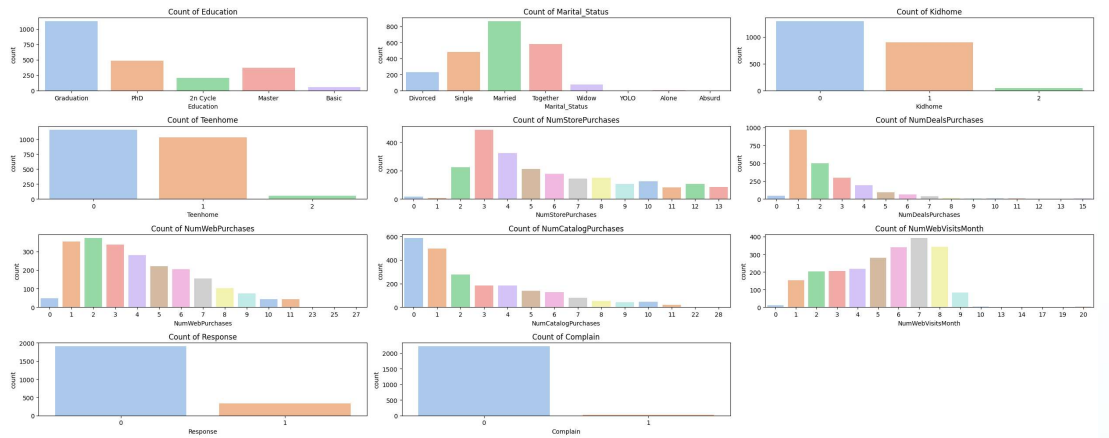 Count of Education
count
1000
750
500
250
0
Graduation PhD 2n Cycle Master Basic
Education
Count of Marital_Status
count
800
600
400
200
0
Divorced Single Married Together Widow YOLO Alone Absurd
Marital_Status
Count of Kidhome
count
1000
500
0
0 1 2
Kidhome
Count of Teenhome
count
1000
750
500
250
0
0 1 2
Teenhome
Count of NumStorePurchases
count
400
200
0
0 1 2 3 4 5 6 7 8 9 10 11 12 13
NumStorePurchases
Count of NumDealsPurchases
count
1000
750
500
250
0
0 1 2 3 4 5 6 7 8 9 10 11 12 13 15
NumDealsPurchases
Count of NumWebPurchases
count
300
200
100
0
0 1 2 3 4 5 6 7 8 9 10 11 23 25 27
NumWebPurchases
Count of NumCatalogPurchases
count
600
400
200
0
0 1 2 3 4 5 6 7 8 9 10 11 22 28
NumCatalogPurchases
Count of NumWebVisitsMonth
count
400
300
200
100
0
0 1 2 3 4 5 6 7 8 9 10 13 14 17 19 20
NumWebVisitsMonth
Count of Response
count
2000
1500
1000
500
0
0 1
Response
Count of Complain
count
2000
1500
1000
500
0
0 1
Complain